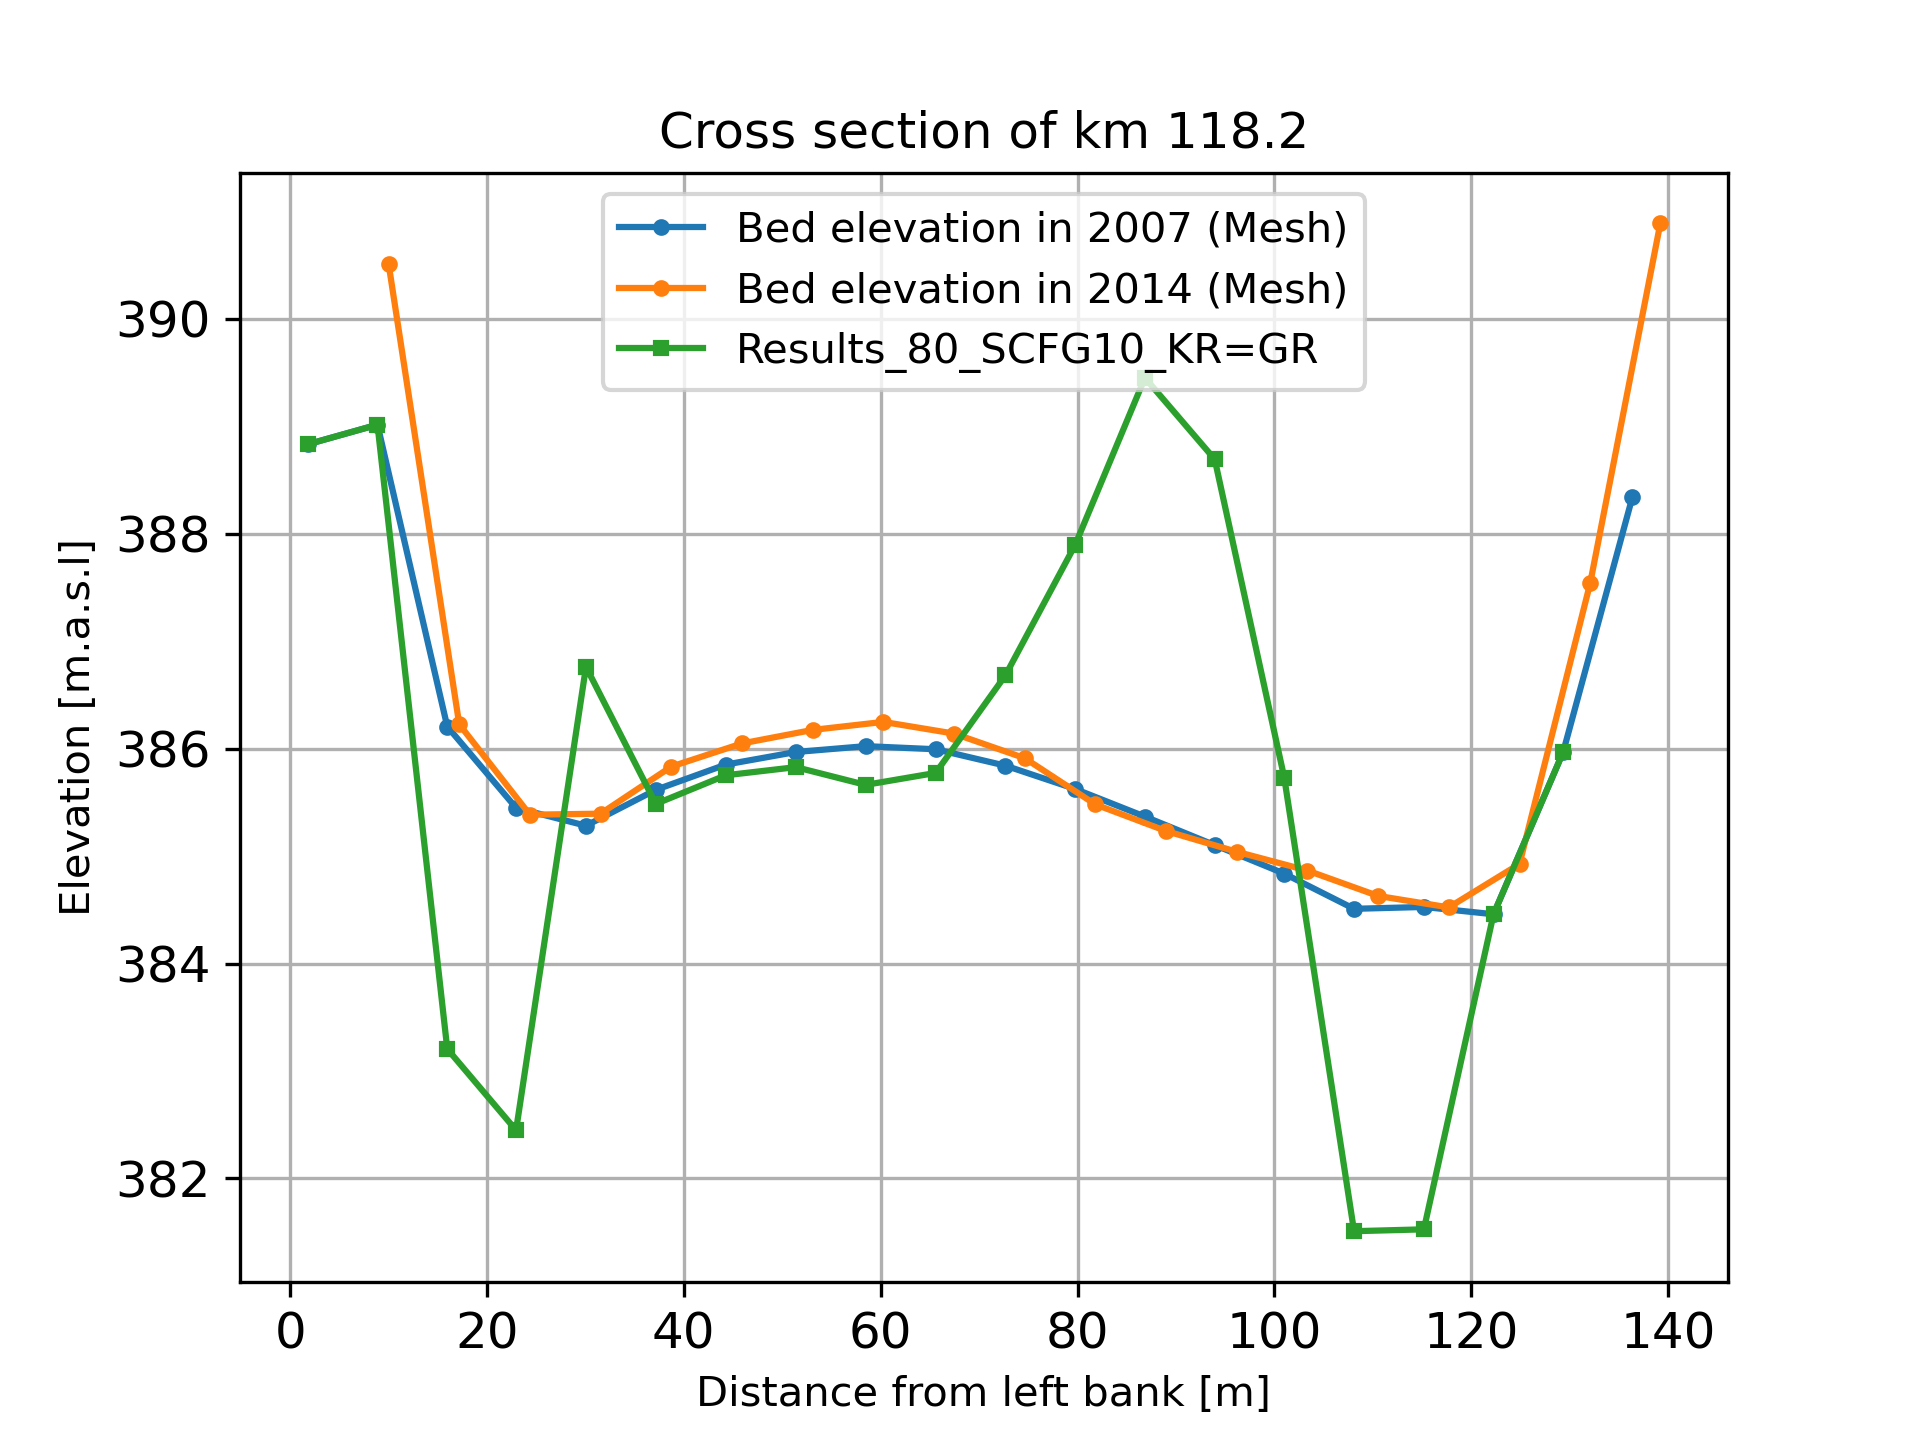 Cross section of km 118.2
Bed elevation in 2007 (Mesh)
Bed elevation in 2014 (Mesh)
Results_80_SCFG10_KR=GR
390
388
386
384
382
Elevation [m.a.s.l]
0 20 40 60 80 100 120 140
Distance from left bank [m]